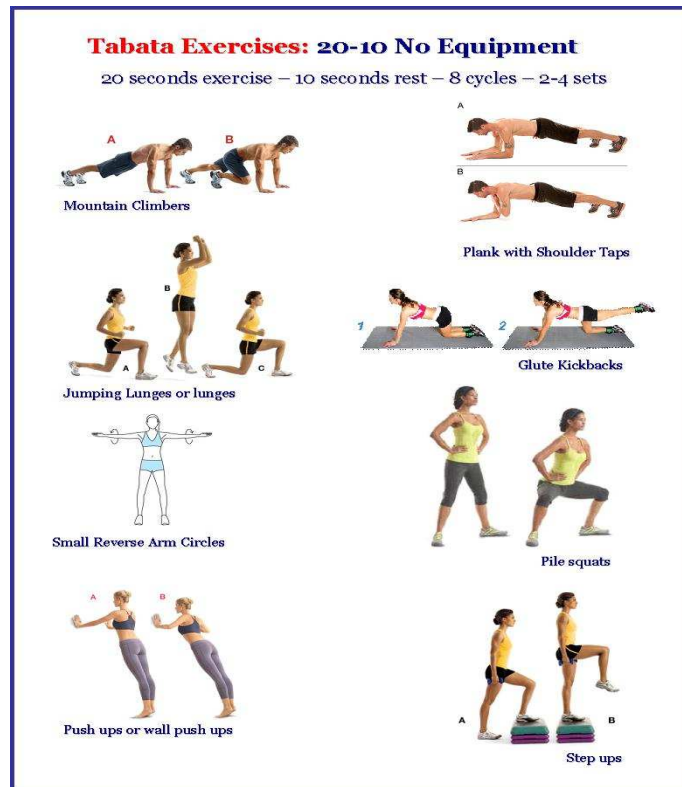 Tabata Exercises: 20-10 No Equipment
20 seconds exercise – 10 seconds rest – 8 cycles – 2-4 sets
A
B
Mountain Climbers
A
B
Plank with Shoulder Taps
A
B
C
Jumping Lunges or lunges
1
2
Glute Kickbacks
Small Reverse Arm Circles
Pile squats
A
B
Push ups or wall push ups
A
B
Step ups